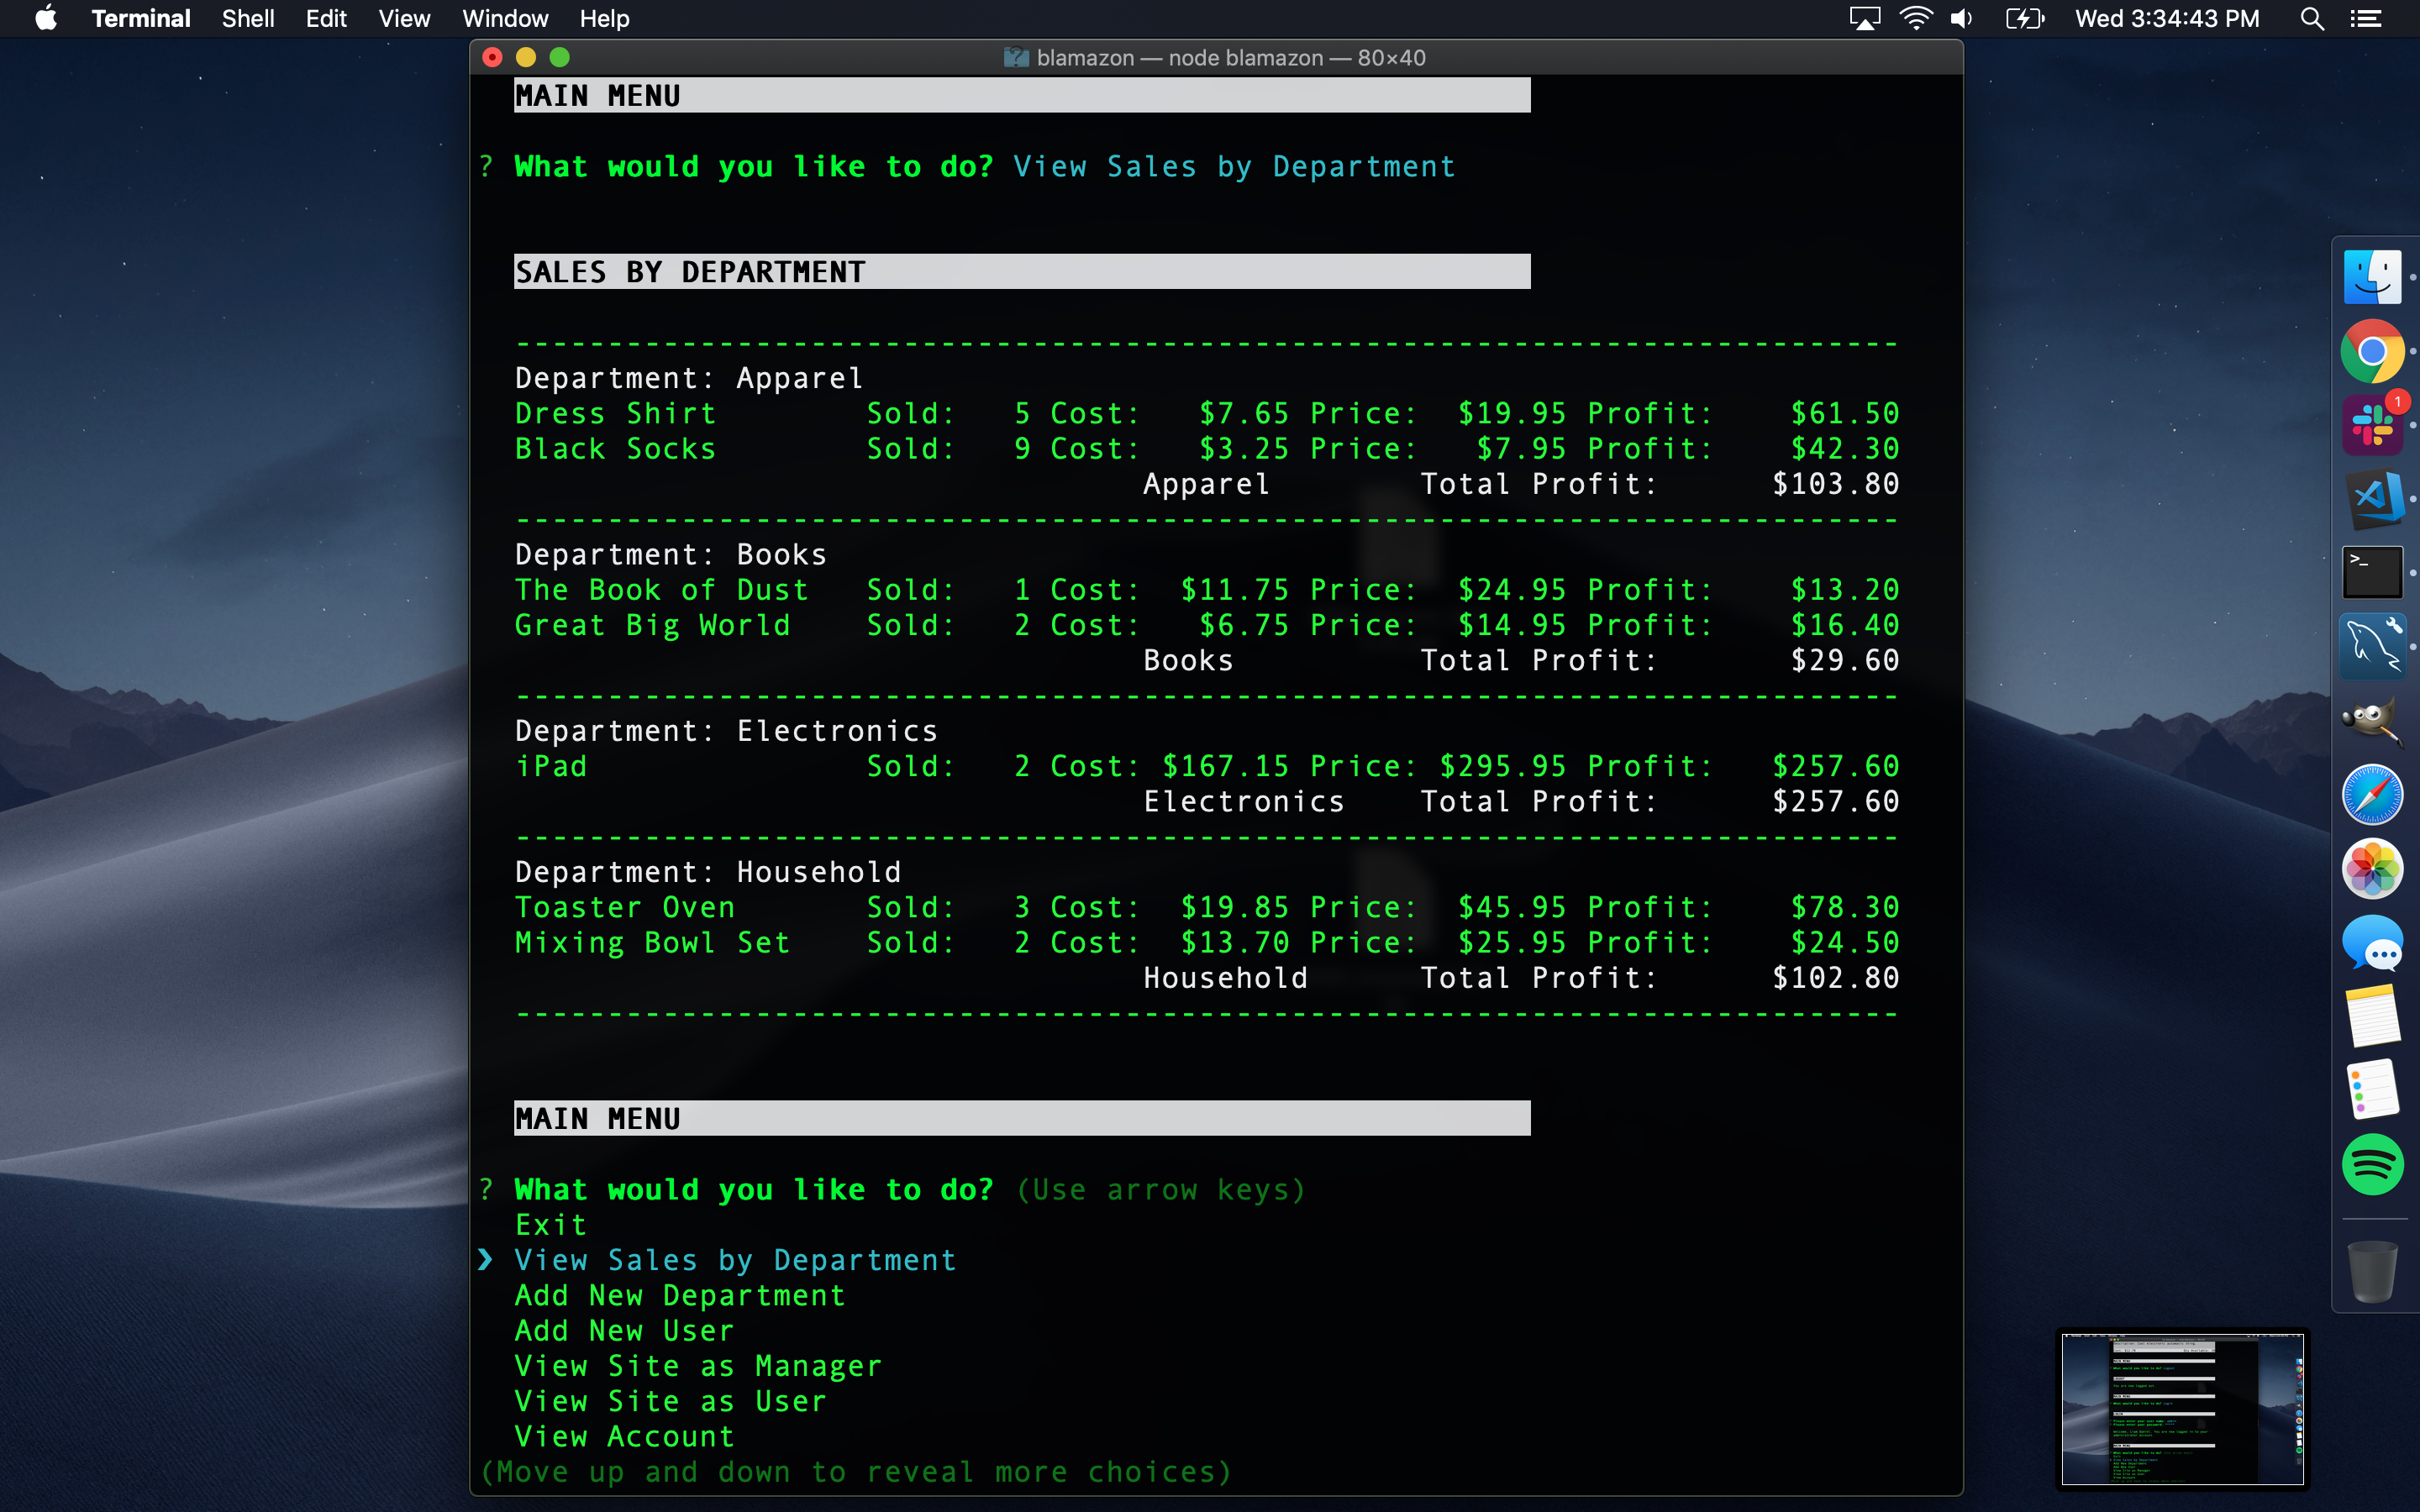 Terminal Shell Edit View Window Help Wed 3:34:43 PM
blamazon — node blamazon — 80×40
MAIN MENU
? What would you like to do? View Sales by Department
SALES BY DEPARTMENT
---------------------------------------------------------------------------
Department: Apparel
Dress Shirt Sold: 5 Cost: $7.65 Price: $19.95 Profit: $61.50
Black Socks Sold: 9 Cost: $3.25 Price: $7.95 Profit: $42.30
Apparel Total Profit: $103.80
---------------------------------------------------------------------------
Department: Books
The Book of Dust Sold: 1 Cost: $11.75 Price: $24.95 Profit: $13.20
Great Big World Sold: 2 Cost: $6.75 Price: $14.95 Profit: $16.40
Books Total Profit: $29.60
---------------------------------------------------------------------------
Department: Electronics
iPad Sold: 2 Cost: $167.15 Price: $295.95 Profit: $257.60
Electronics Total Profit: $257.60
---------------------------------------------------------------------------
Department: Household
Toaster Oven Sold: 3 Cost: $19.85 Price: $45.95 Profit: $78.30
Mixing Bowl Set Sold: 2 Cost: $13.70 Price: $25.95 Profit: $24.50
Household Total Profit: $102.80
---------------------------------------------------------------------------
MAIN MENU
? What would you like to do? (Use arrow keys)
Exit
❯ View Sales by Department
Add New Department
Add New User
View Site as Manager
View Site as User
View Account
(Move up and down to reveal more choices)
1
>_